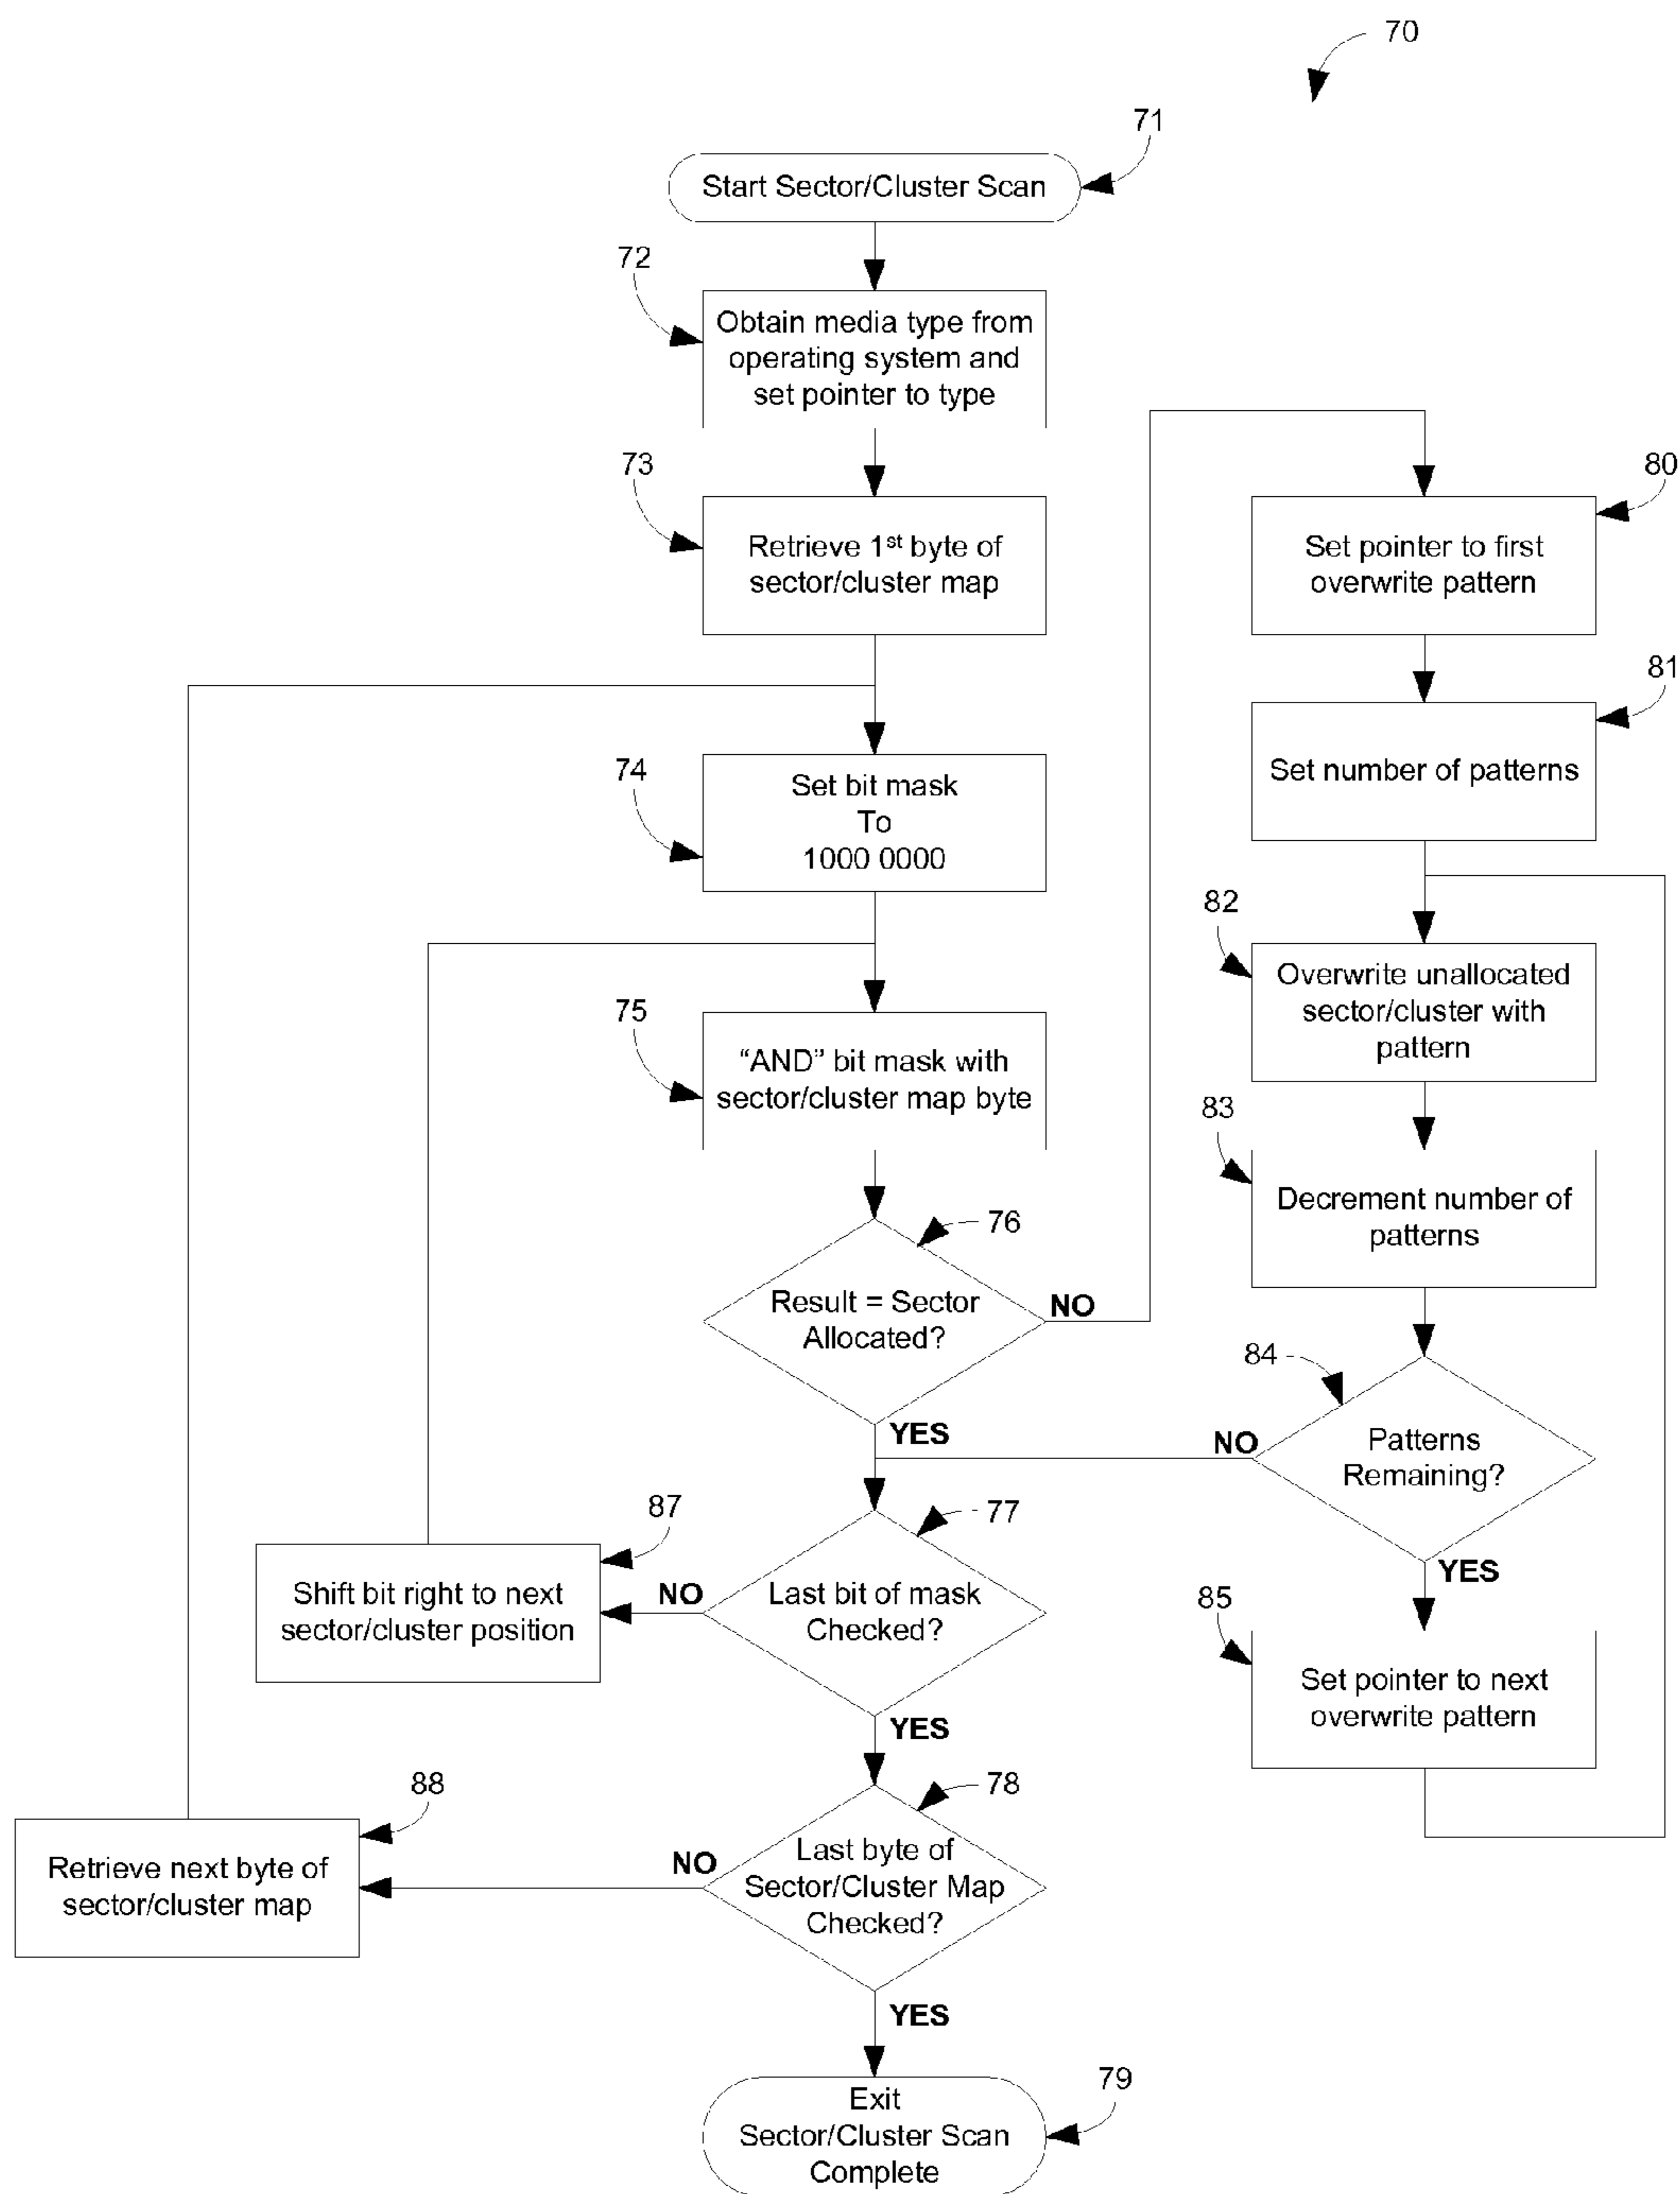 70
71
Start Sector/Cluster Scan
72
Obtain media type from
operating system and
set pointer to type
73
Retrieve 1st byte of
sector/cluster map
74
Set bit mask
To
1000 0000
75
“AND” bit mask with
sector/cluster map byte
76
Result = Sector
Allocated?
NO
YES
77
Last bit of mask
Checked?
NO
YES
87
Shift bit right to next
sector/cluster position
78
Last byte of
Sector/Cluster Map
Checked?
NO
YES
88
Retrieve next byte of
sector/cluster map
79
Exit
Sector/Cluster Scan
Complete
80
Set pointer to first
overwrite pattern
81
Set number of patterns
82
Overwrite unallocated
sector/cluster with
pattern
83
Decrement number of
patterns
84
Patterns
Remaining?
NO
YES
85
Set pointer to next
overwrite pattern